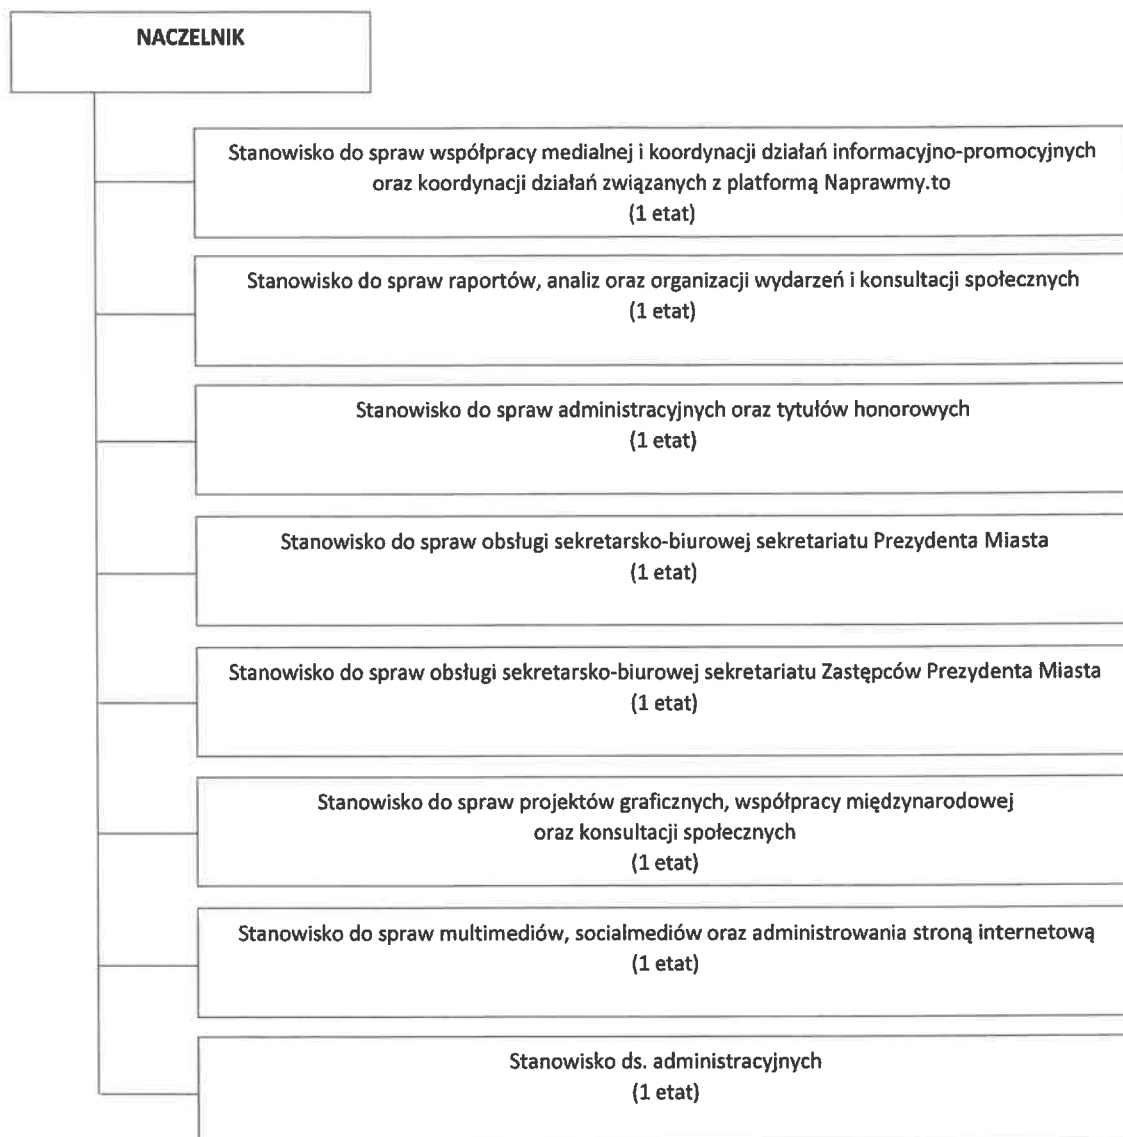 NACZELNIK
Stanowisko do spraw współpracy medialnej i koordynacji działań informacyjno-promocyjnych
oraz koordynacji działań związanych z platformą Naprawmy.to
(1 etat)
Stanowisko do spraw raportów, analiz oraz organizacji wydarzeń i konsultacji społecznych
(1 etat)
Stanowisko do spraw administracyjnych oraz tytułów honorowych
(1 etat)
Stanowisko do spraw obsługi sekretarsko-biurowej sekretariatu Prezydenta Miasta
(1 etat)
Stanowisko do spraw obsługi sekretarsko-biurowej sekretariatu Zastępców Prezydenta Miasta
(1 etat)
Stanowisko do spraw projektów graficznych, współpracy międzynarodowej
oraz konsultacji społecznych
(1 etat)
Stanowisko do spraw multimediów, socialmediów oraz administrowania stroną internetową
(1 etat)
Stanowisko ds. administracyjnych
(1 etat)